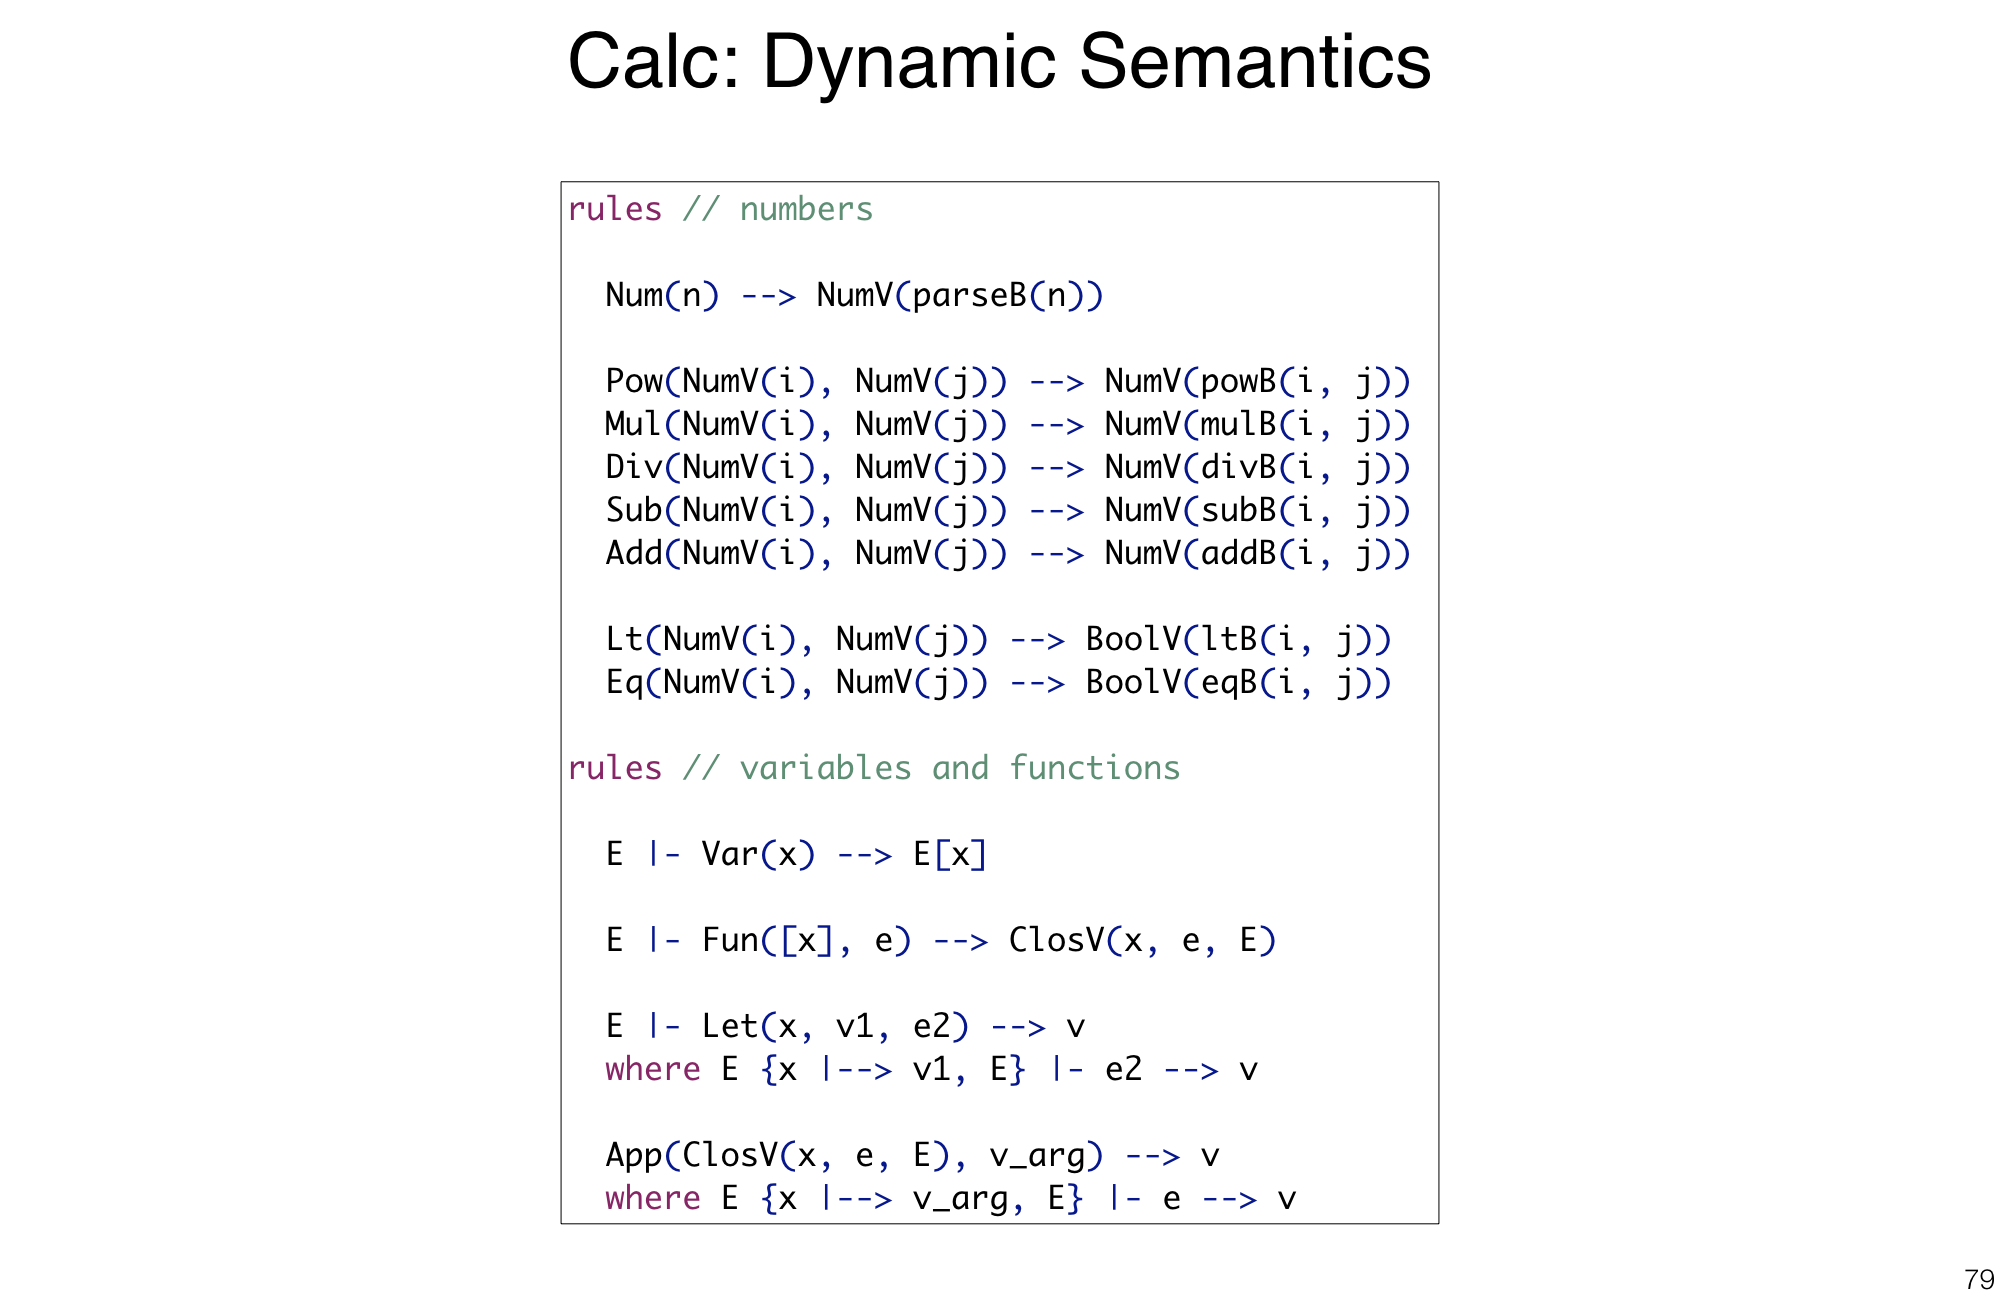 Calc: Dynamic Semantics
rules // numbers
Num(n) --> NumV(parseB(n))
Pow(NumV(i), NumV(j)) --> NumV(powB(i, j))
Mul(NumV(i), NumV(j)) --> NumV(mulB(i, j))
Div(NumV(i), NumV(j)) --> NumV(divB(i, j))
Sub(NumV(i), NumV(j)) --> NumV(subB(i, j))
Add(NumV(i), NumV(j)) --> NumV(addB(i, j))
Lt(NumV(i), NumV(j)) --> BoolV(ltB(i, j))
Eq(NumV(i), NumV(j)) --> BoolV(eqB(i, j))
rules // variables and functions
E |- Var(x) --> E[x]
E |- Fun([x], e) --> ClosV(x, e, E)
E |- Let(x, v1, e2) --> v
where E {x |--> v1, E} |- e2 --> v
App(ClosV(x, e, E), v_arg) --> v
where E {x |--> v_arg, E} |- e --> v
79